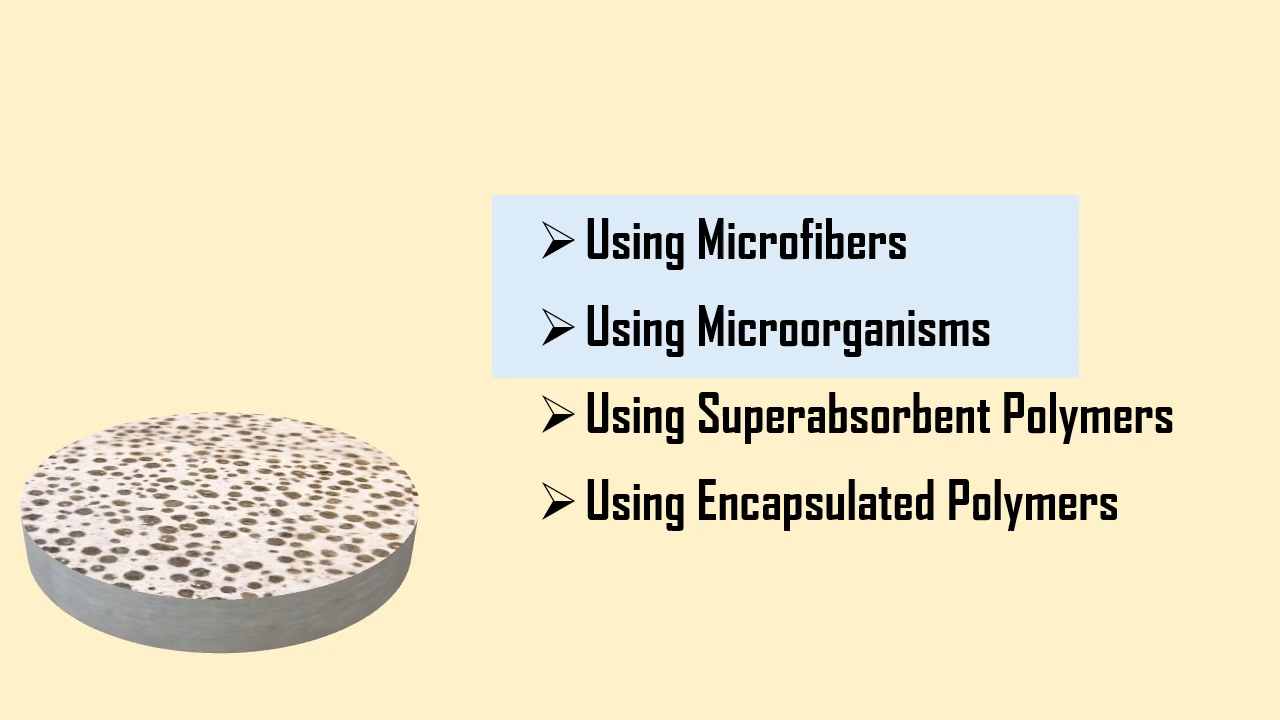 ➢ Using Microfibers
➢ Using Microorganisms
➢ Using Superabsorbent Polymers
➢ Using Encapsulated Polymers